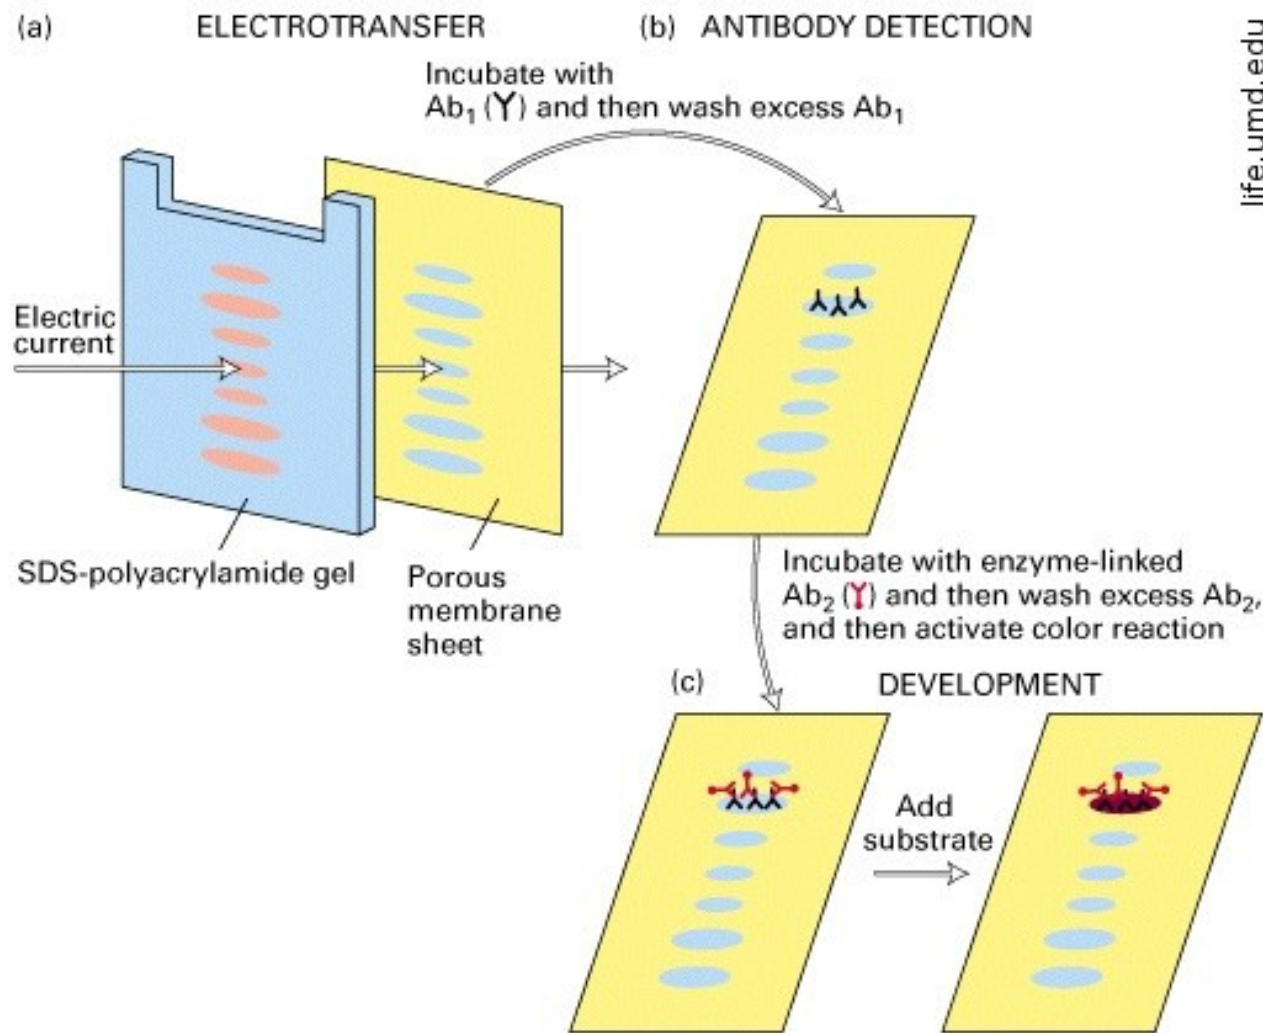 (a) ELECTROTRANSFER
(b) ANTIBODY DETECTION
Incubate with
Ab₁ (Y) and then wash excess Ab₁
Electric
current
SDS-polyacrylamide gel
Porous
membrane
sheet
Incubate with enzyme-linked
Ab₂ (Y) and then wash excess Ab₂,
and then activate color reaction
(c) DEVELOPMENT
Add
substrate
life.umd.edu